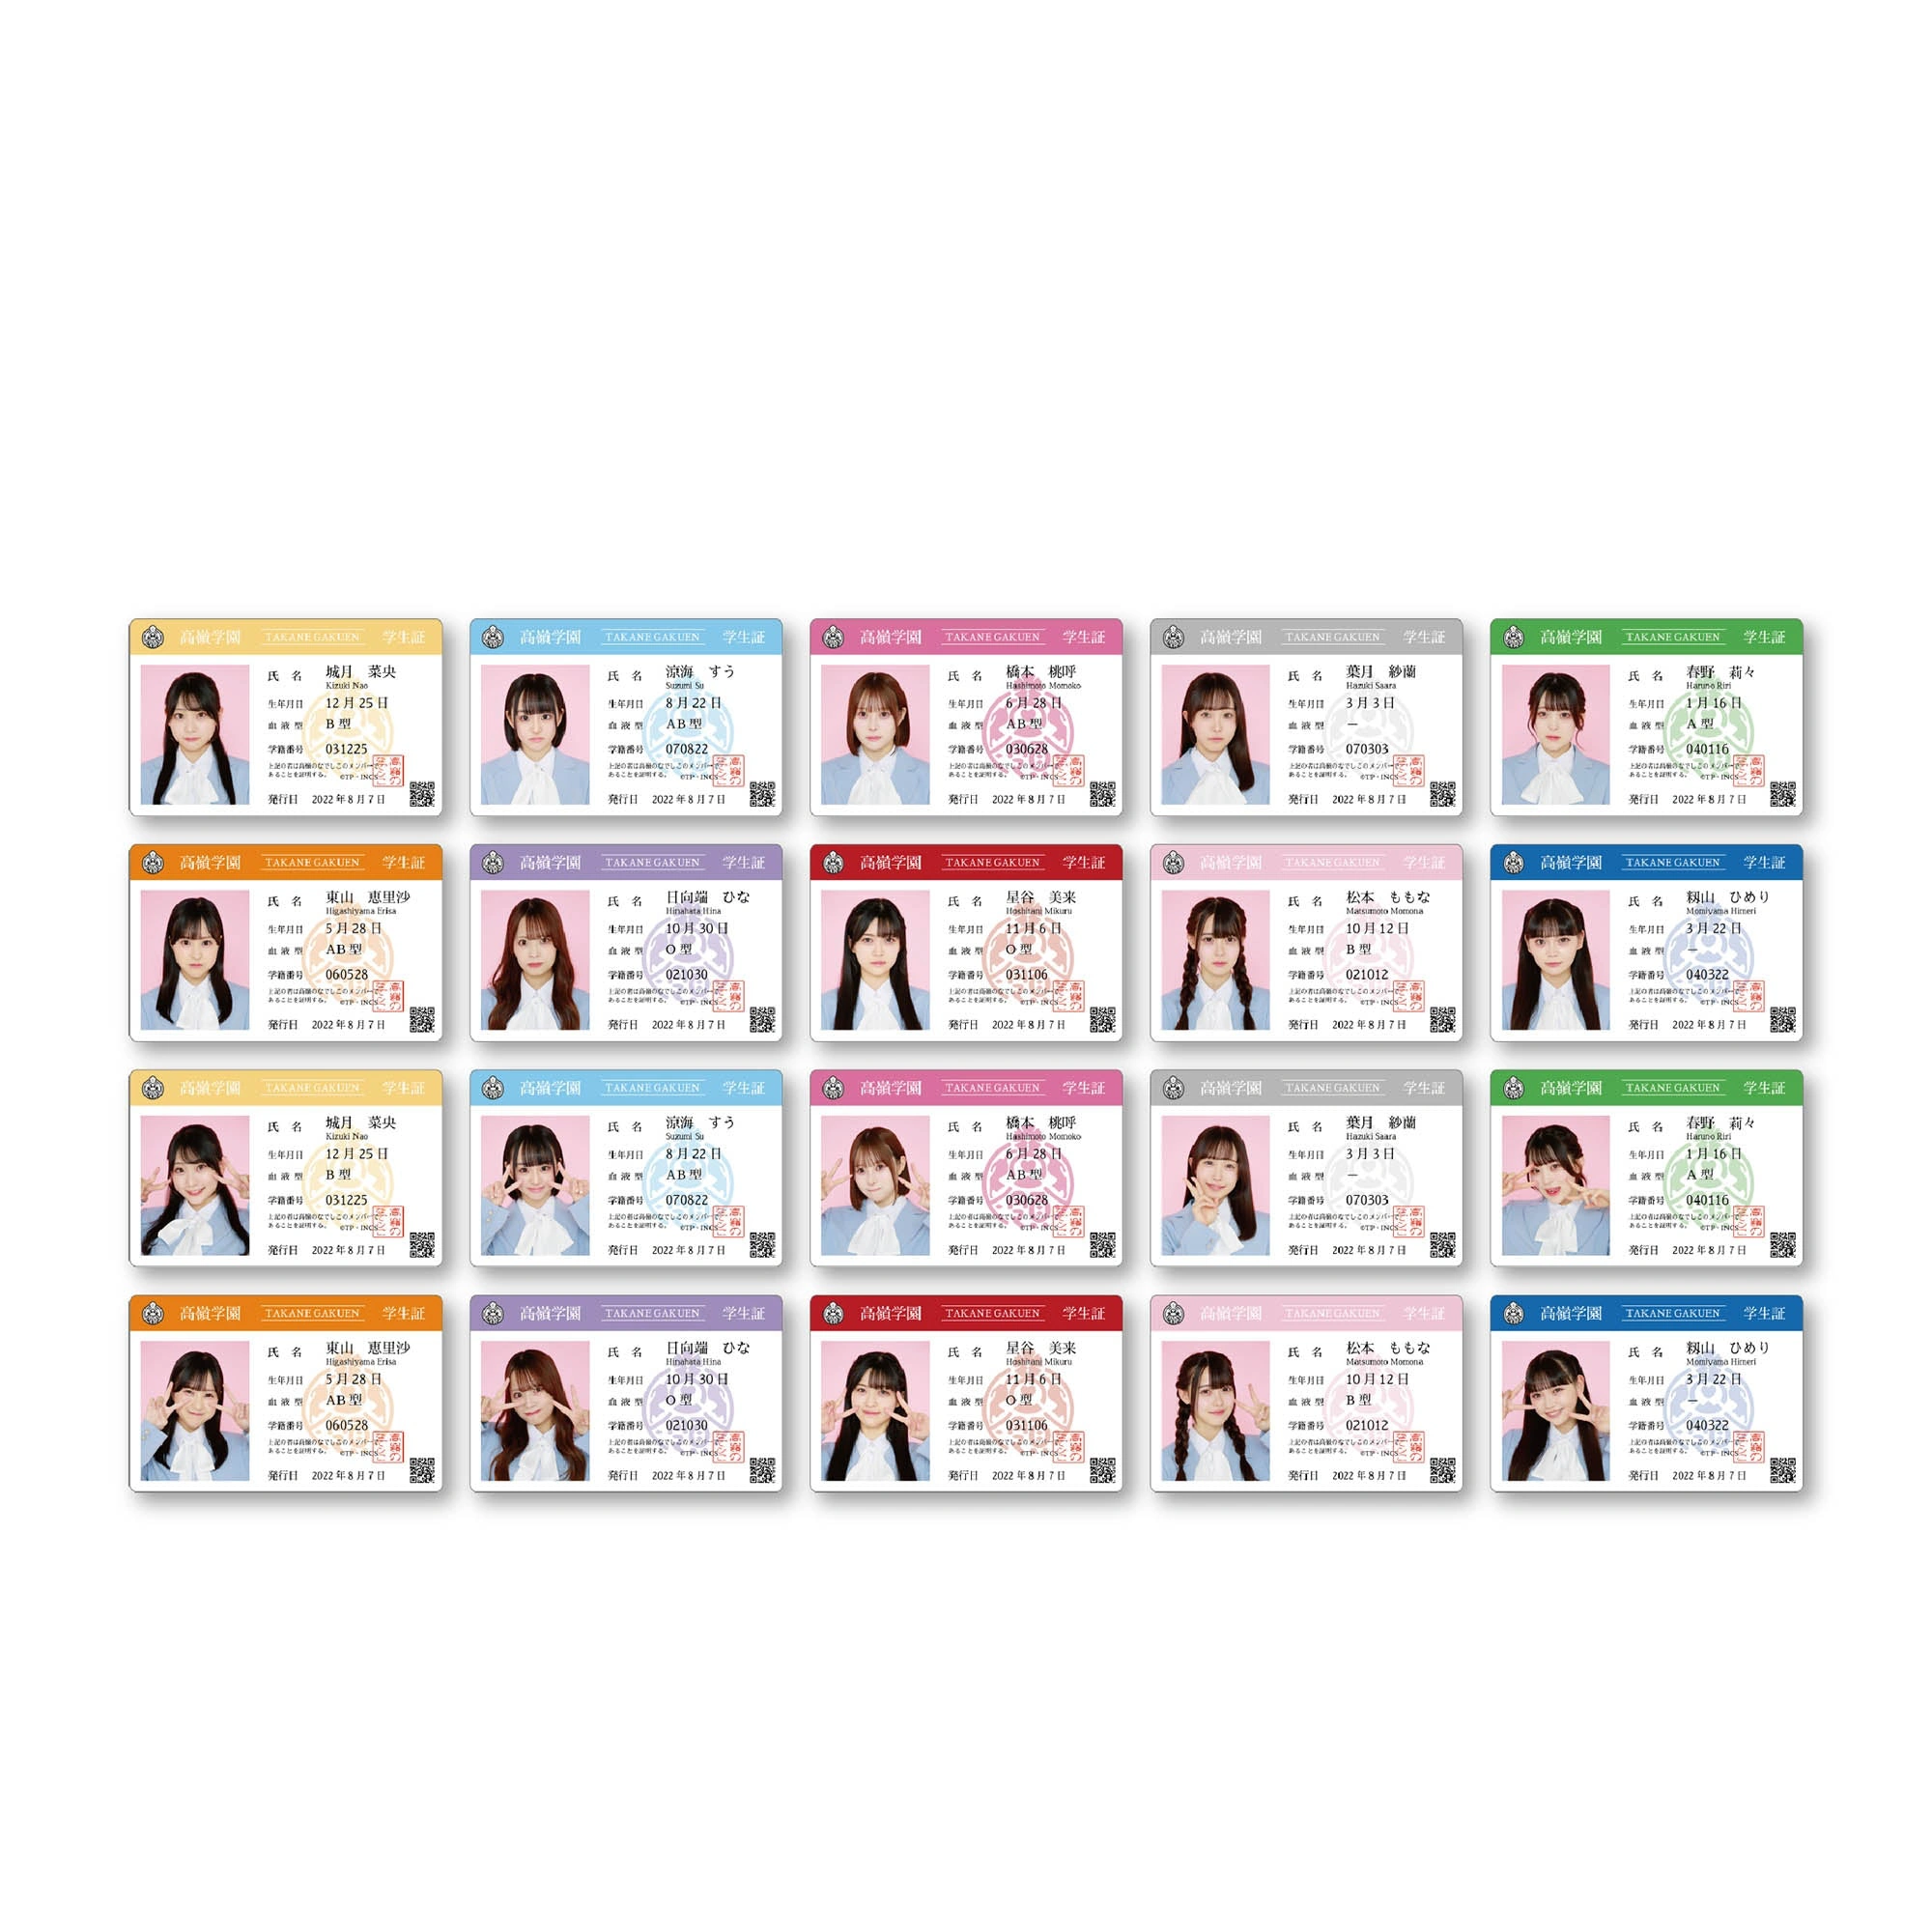 高嶺学園 TAKANE GAKUEN 学生証
氏 名 城月 菜央
Kizuki Nao
生年月日 12月25日
血液型 B型
学籍番号 031225
上記の者は高嶺のなでしこのメンバーで
あることを証明する。 ©TP・INCS
発行日 2022年8月7日
高嶺学園 TAKANE GAKUEN 学生証
氏 名 涼海 すう
Suzumi Su
生年月日 8月22日
血液型 AB型
学籍番号 070822
上記の者は高嶺のなでしこのメンバーで
あることを証明する。 ©TP・INCS
発行日 2022年8月7日
高嶺学園 TAKANE GAKUEN 学生証
氏 名 橋本 桃呼
Hashimoto Momoko
生年月日 6月28日
血液型 AB型
学籍番号 030628
上記の者は高嶺のなでしこのメンバーで
あることを証明する。 ©TP・INCS
発行日 2022年8月7日
高嶺学園 TAKANE GAKUEN 学生証
氏 名 葉月 紗蘭
Hazuki Saara
生年月日 3月3日
血液型 ー
学籍番号 070303
上記の者は高嶺のなでしこのメンバーで
あることを証明する。 ©TP・INCS
発行日 2022年8月7日
高嶺学園 TAKANE GAKUEN 学生証
氏 名 春野 莉々
Haruno Riri
生年月日 1月16日
血液型 A型
学籍番号 040116
上記の者は高嶺のなでしこのメンバーで
あることを証明する。 ©TP・INCS
発行日 2022年8月7日
高嶺学園 TAKANE GAKUEN 学生証
氏 名 東山 恵里沙
Higashiyama Erisa
生年月日 5月28日
血液型 AB型
学籍番号 060528
上記の者は高嶺のなでしこのメンバーで
あることを証明する。 ©TP・INCS
発行日 2022年8月7日
高嶺学園 TAKANE GAKUEN 学生証
氏 名 日向端 ひな
Hinahata Hina
生年月日 10月30日
血液型 O型
学籍番号 021030
上記の者は高嶺のなでしこのメンバーで
あることを証明する。 ©TP・INCS
発行日 2022年8月7日
高嶺学園 TAKANE GAKUEN 学生証
氏 名 星谷 美来
Hoshitani Mikuru
生年月日 11月6日
血液型 O型
学籍番号 031106
上記の者は高嶺のなでしこのメンバーで
あることを証明する。 ©TP・INCS
発行日 2022年8月7日
高嶺学園 TAKANE GAKUEN 学生証
氏 名 松本 ももな
Matsumoto Momona
生年月日 10月12日
血液型 B型
学籍番号 021012
上記の者は高嶺のなでしこのメンバーで
あることを証明する。 ©TP・INCS
発行日 2022年8月7日
高嶺学園 TAKANE GAKUEN 学生証
氏 名 籾山 ひめり
Momiyama Himeri
生年月日 3月22日
血液型 ー
学籍番号 040322
上記の者は高嶺のなでしこのメンバーで
あることを証明する。 ©TP・INCS
発行日 2022年8月7日
高嶺学園 TAKANE GAKUEN 学生証
氏 名 城月 菜央
Kizuki Nao
生年月日 12月25日
血液型 B型
学籍番号 031225
上記の者は高嶺のなでしこのメンバーで
あることを証明する。 ©TP・INCS
発行日 2022年8月7日
高嶺学園 TAKANE GAKUEN 学生証
氏 名 涼海 すう
Suzumi Su
生年月日 8月22日
血液型 AB型
学籍番号 070822
上記の者は高嶺のなでしこのメンバーで
あることを証明する。 ©TP・INCS
発行日 2022年8月7日
高嶺学園 TAKANE GAKUEN 学生証
氏 名 橋本 桃呼
Hashimoto Momoko
生年月日 6月28日
血液型 AB型
学籍番号 030628
上記の者は高嶺のなでしこのメンバーで
あることを証明する。 ©TP・INCS
発行日 2022年8月7日
高嶺学園 TAKANE GAKUEN 学生証
氏 名 葉月 紗蘭
Hazuki Saara
生年月日 3月3日
血液型 ー
学籍番号 070303
上記の者は高嶺のなでしこのメンバーで
あることを証明する。 ©TP・INCS
発行日 2022年8月7日
高嶺学園 TAKANE GAKUEN 学生証
氏 名 春野 莉々
Haruno Riri
生年月日 1月16日
血液型 A型
学籍番号 040116
上記の者は高嶺のなでしこのメンバーで
あることを証明する。 ©TP・INCS
発行日 2022年8月7日
高嶺学園 TAKANE GAKUEN 学生証
氏 名 東山 恵里沙
Higashiyama Erisa
生年月日 5月28日
血液型 AB型
学籍番号 060528
上記の者は高嶺のなでしこのメンバーで
あることを証明する。 ©TP・INCS
発行日 2022年8月7日
高嶺学園 TAKANE GAKUEN 学生証
氏 名 日向端 ひな
Hinahata Hina
生年月日 10月30日
血液型 O型
学籍番号 021030
上記の者は高嶺のなでしこのメンバーで
あることを証明する。 ©TP・INCS
発行日 2022年8月7日
高嶺学園 TAKANE GAKUEN 学生証
氏 名 星谷 美来
Hoshitani Mikuru
生年月日 11月6日
血液型 O型
学籍番号 031106
上記の者は高嶺のなでしこのメンバーで
あることを証明する。 ©TP・INCS
発行日 2022年8月7日
高嶺学園 TAKANE GAKUEN 学生証
氏 名 松本 ももな
Matsumoto Momona
生年月日 10月12日
血液型 B型
学籍番号 021012
上記の者は高嶺のなでしこのメンバーで
あることを証明する。 ©TP・INCS
発行日 2022年8月7日
高嶺学園 TAKANE GAKUEN 学生証
氏 名 籾山 ひめり
Momiyama Himeri
生年月日 3月22日
血液型 ー
学籍番号 040322
上記の者は高嶺のなでしこのメンバーで
あることを証明する。 ©TP・INCS
発行日 2022年8月7日